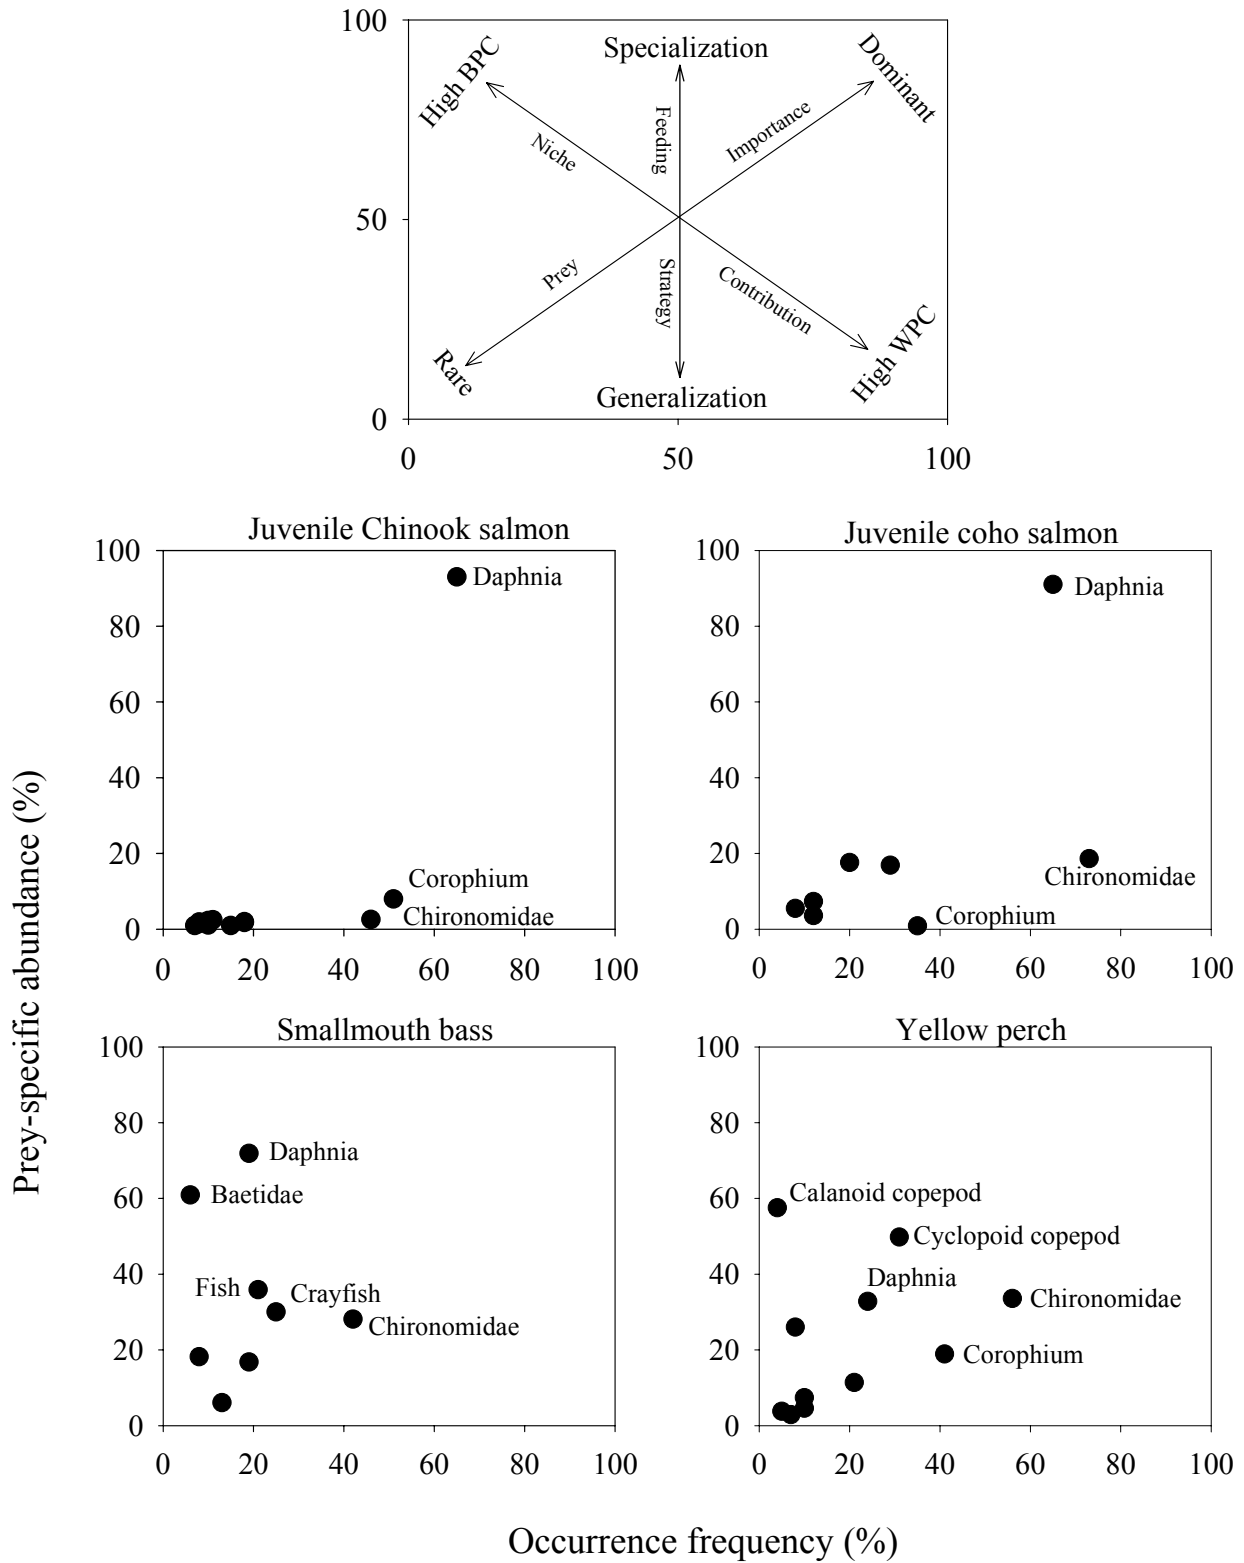 100
Specialization
High BPC
Dominant
Feeding
Importance
Niche
50
Prey
Strategy
Contribution
Rare
High WPC
Generalization
0
0 50 100
Prey-specific abundance (%)
Juvenile Chinook salmon
100
80
60
40
20
0
Daphnia
Corophium
Chironomidae
0 20 40 60 80 100
Juvenile coho salmon
100
80
60
40
20
0
Daphnia
Chironomidae
Corophium
0 20 40 60 80 100
Smallmouth bass
100
80
60
40
20
0
Daphnia
Baetidae
Fish
Crayfish
Chironomidae
0 20 40 60 80 100
Yellow perch
100
80
60
40
20
0
Calanoid copepod
Cyclopoid copepod
Daphnia
Chironomidae
Corophium
0 20 40 60 80 100
Occurrence frequency (%)